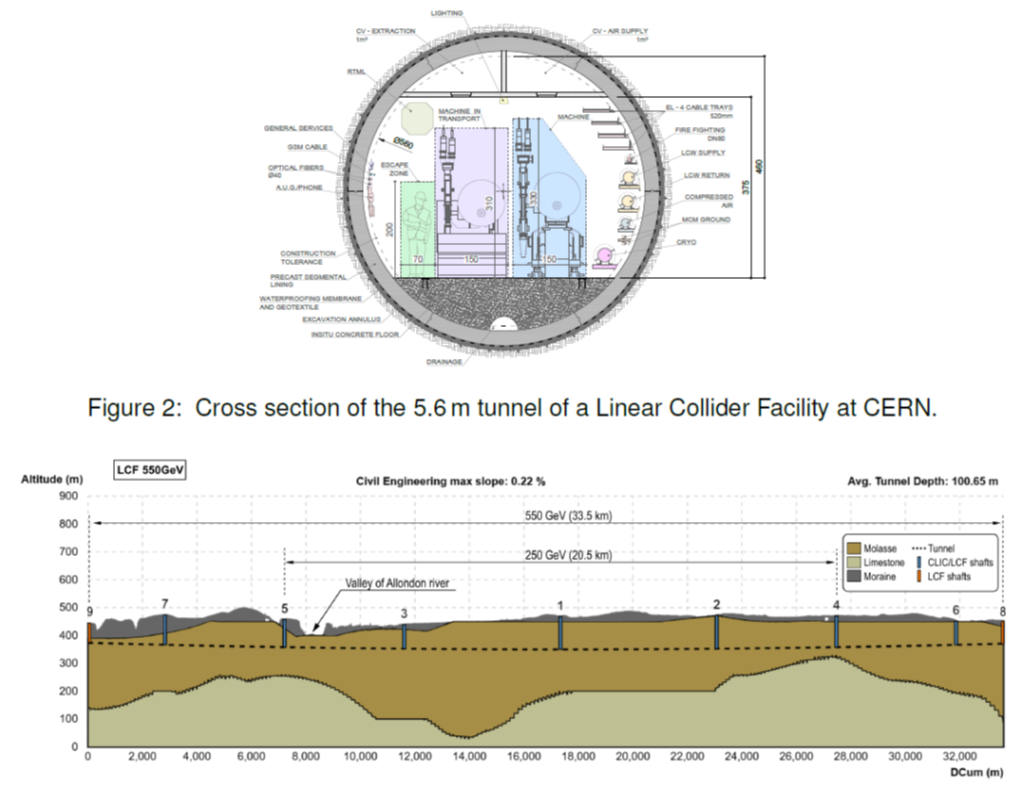 LIGHTING
CV - EXTRACTION
1m²
CV - AIR SUPPLY
1m²
RTML
MACHINE IN
TRANSPORT
MACHINE
EL - 4 CABLE TRAYS
520mm
GENERAL SERVICES
Ø560
FIRE FIGHTING
DN80
GSM CABLE
LCW SUPPLY
OPTICAL FIBERS
Ø40
ESCAPE
ZONE
LCW RETURN
A.U.G./PHONE
COMPRESSED
AIR
310
330
375
460
MCM GROUND
200
CRYO
CONSTRUCTION
TOLERANCE
70
150
150
PRECAST SEGMENTAL
LINING
WATERPROOFING MEMBRANE
AND GEOTEXTILE
EXCAVATION ANNULUS
INSITU CONCRETE FLOOR
DRAINAGE
Figure 2: Cross section of the 5.6 m tunnel of a Linear Collider Facility at CERN.
LCF 550GeV
Altitude (m)
Civil Engineering max slope: 0.22 %
Avg. Tunnel Depth: 100.65 m
900
800
700
600
500
400
300
200
100
0
550 GeV (33.5 km)
250 GeV (20.5 km)
Molasse
Limestone
Moraine
Tunnel
CLIC/LCF shafts
LCF shafts
Valley of Allondon river
9 7 5 3 1 2 4 6 8
0 2,000 4,000 6,000 8,000 10,000 12,000 14,000 16,000 18,000 20,000 22,000 24,000 26,000 28,000 30,000 32,000
DCum (m)